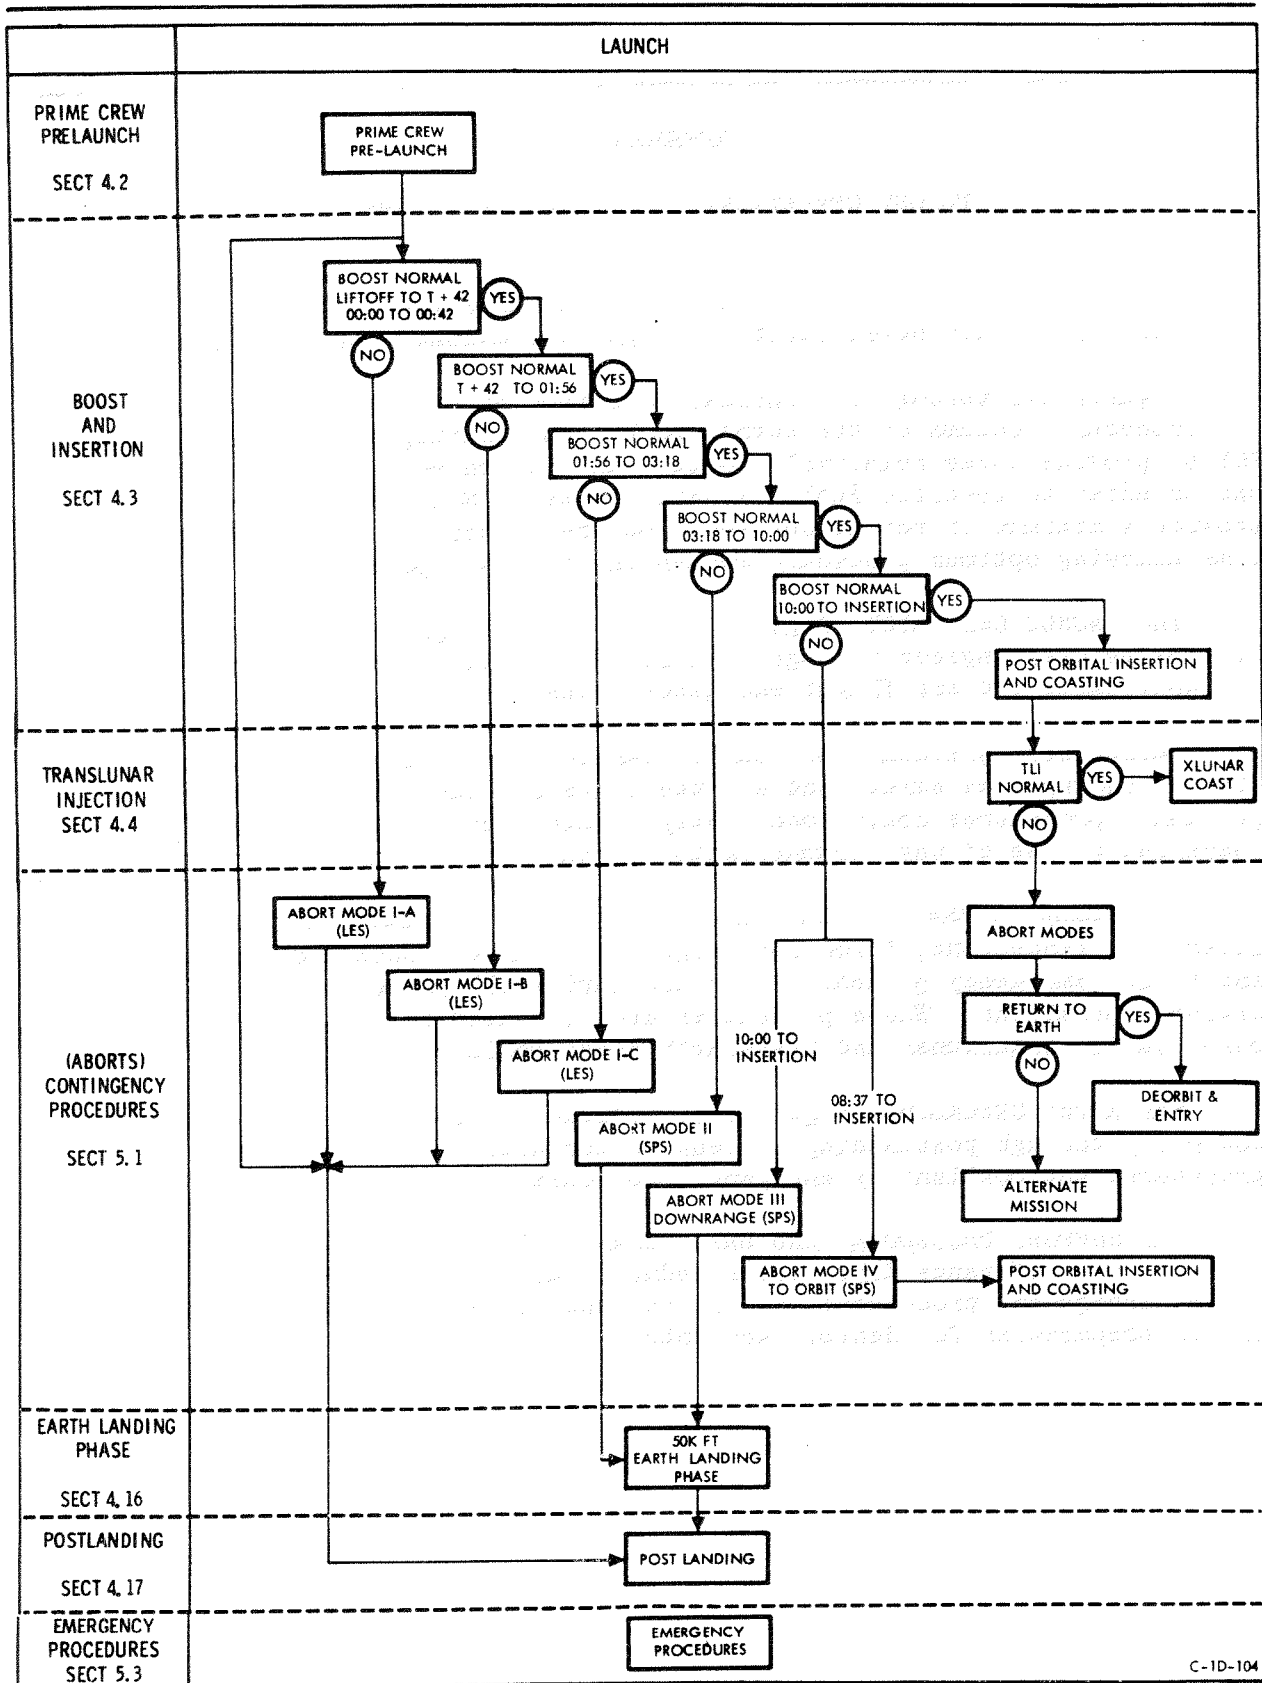 LAUNCH
PRIME CREW
PRELAUNCH
SECT 4.2
PRIME CREW
PRE-LAUNCH
BOOST
AND
INSERTION
SECT 4.3
BOOST NORMAL
LIFTOFF TO T + 42
00:00 TO 00:42
YES
NO
BOOST NORMAL
T + 42 TO 01:56
YES
NO
BOOST NORMAL
01:56 TO 03:18
YES
NO
BOOST NORMAL
03:18 TO 10:00
YES
NO
BOOST NORMAL
10:00 TO INSERTION
YES
NO
POST ORBITAL INSERTION
AND COASTING
TRANSLUNAR
INJECTION
SECT 4.4
TLI
NORMAL
YES
NO
XLUNAR
COAST
(ABORTS)
CONTINGENCY
PROCEDURES
SECT 5.1
ABORT MODE I-A
(LES)
ABORT MODE I-B
(LES)
ABORT MODE I-C
(LES)
ABORT MODE II
(SPS)
10:00 TO
INSERTION
08:37 TO
INSERTION
ABORT MODE III
DOWNRANGE (SPS)
ABORT MODE IV
TO ORBIT (SPS)
POST ORBITAL INSERTION
AND COASTING
ABORT MODES
RETURN TO
EARTH
YES
NO
DEORBIT &
ENTRY
ALTERNATE
MISSION
EARTH LANDING
PHASE
SECT 4.16
50K FT
EARTH LANDING
PHASE
POSTLANDING
SECT 4.17
POST LANDING
EMERGENCY
PROCEDURES
SECT 5.3
EMERGENCY
PROCEDURES
C-1D-104